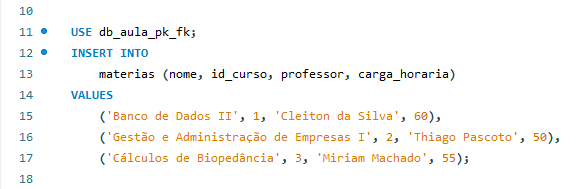 10
11 USE db_aula_pk_fk;
12 INSERT INTO
13 materias (nome, id_curso, professor, carga_horaria)
14 VALUES
15 ('Banco de Dados II', 1, 'Cleiton da Silva', 60),
16 ('Gestão e Administração de Empresas I', 2, 'Thiago Pascoto', 50),
17 ('Cálculos de Biopedância', 3, 'Miriam Machado', 55);
18